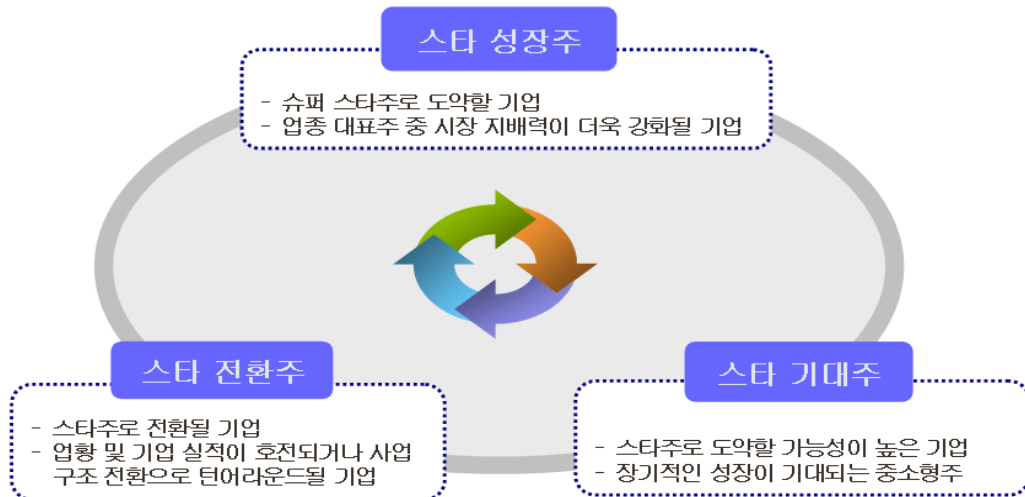 스타 성장주
- 슈퍼 스타주로 도약할 기업
- 업종 대표주 중 시장 지배력이 더욱 강화될 기업
스타 전환주
- 스타주로 전환될 기업
- 업황 및 기업 실적이 호전되거나 사업
구조 전환으로 턴어라운드될 기업
스타 기대주
- 스타주로 도약할 가능성이 높은 기업
- 장기적인 성장이 기대되는 중소형주